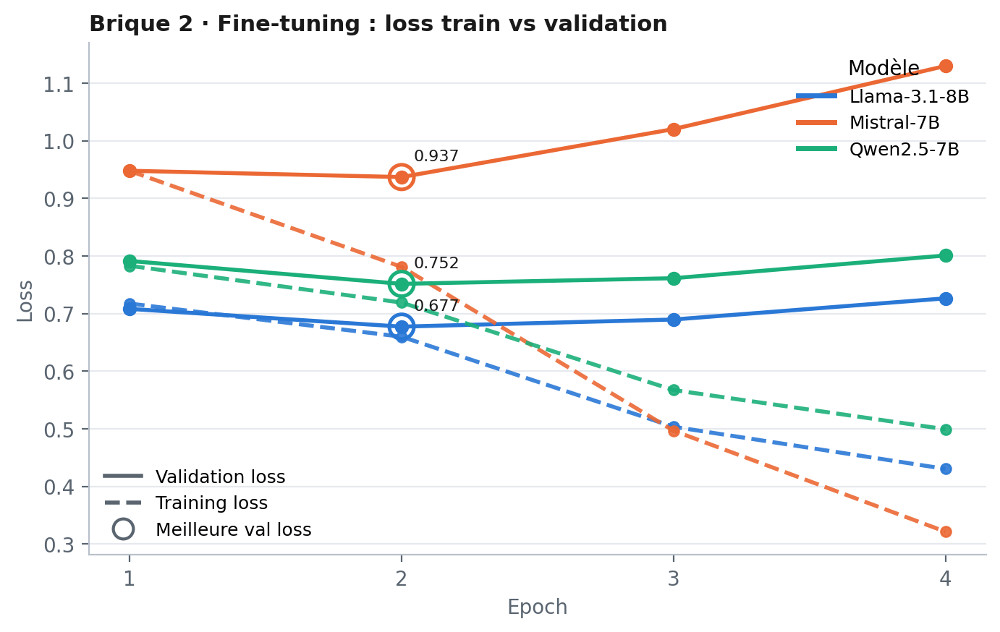 Brique 2 · Fine-tuning : loss train vs validation
Loss
1.1
1.0
0.9
0.8
0.7
0.6
0.5
0.4
0.3
0.937
0.752
0.677
Modèle
Llama-3.1-8B
Mistral-7B
Qwen2.5-7B
Validation loss
Training loss
Meilleure val loss
1 2 3 4
Epoch